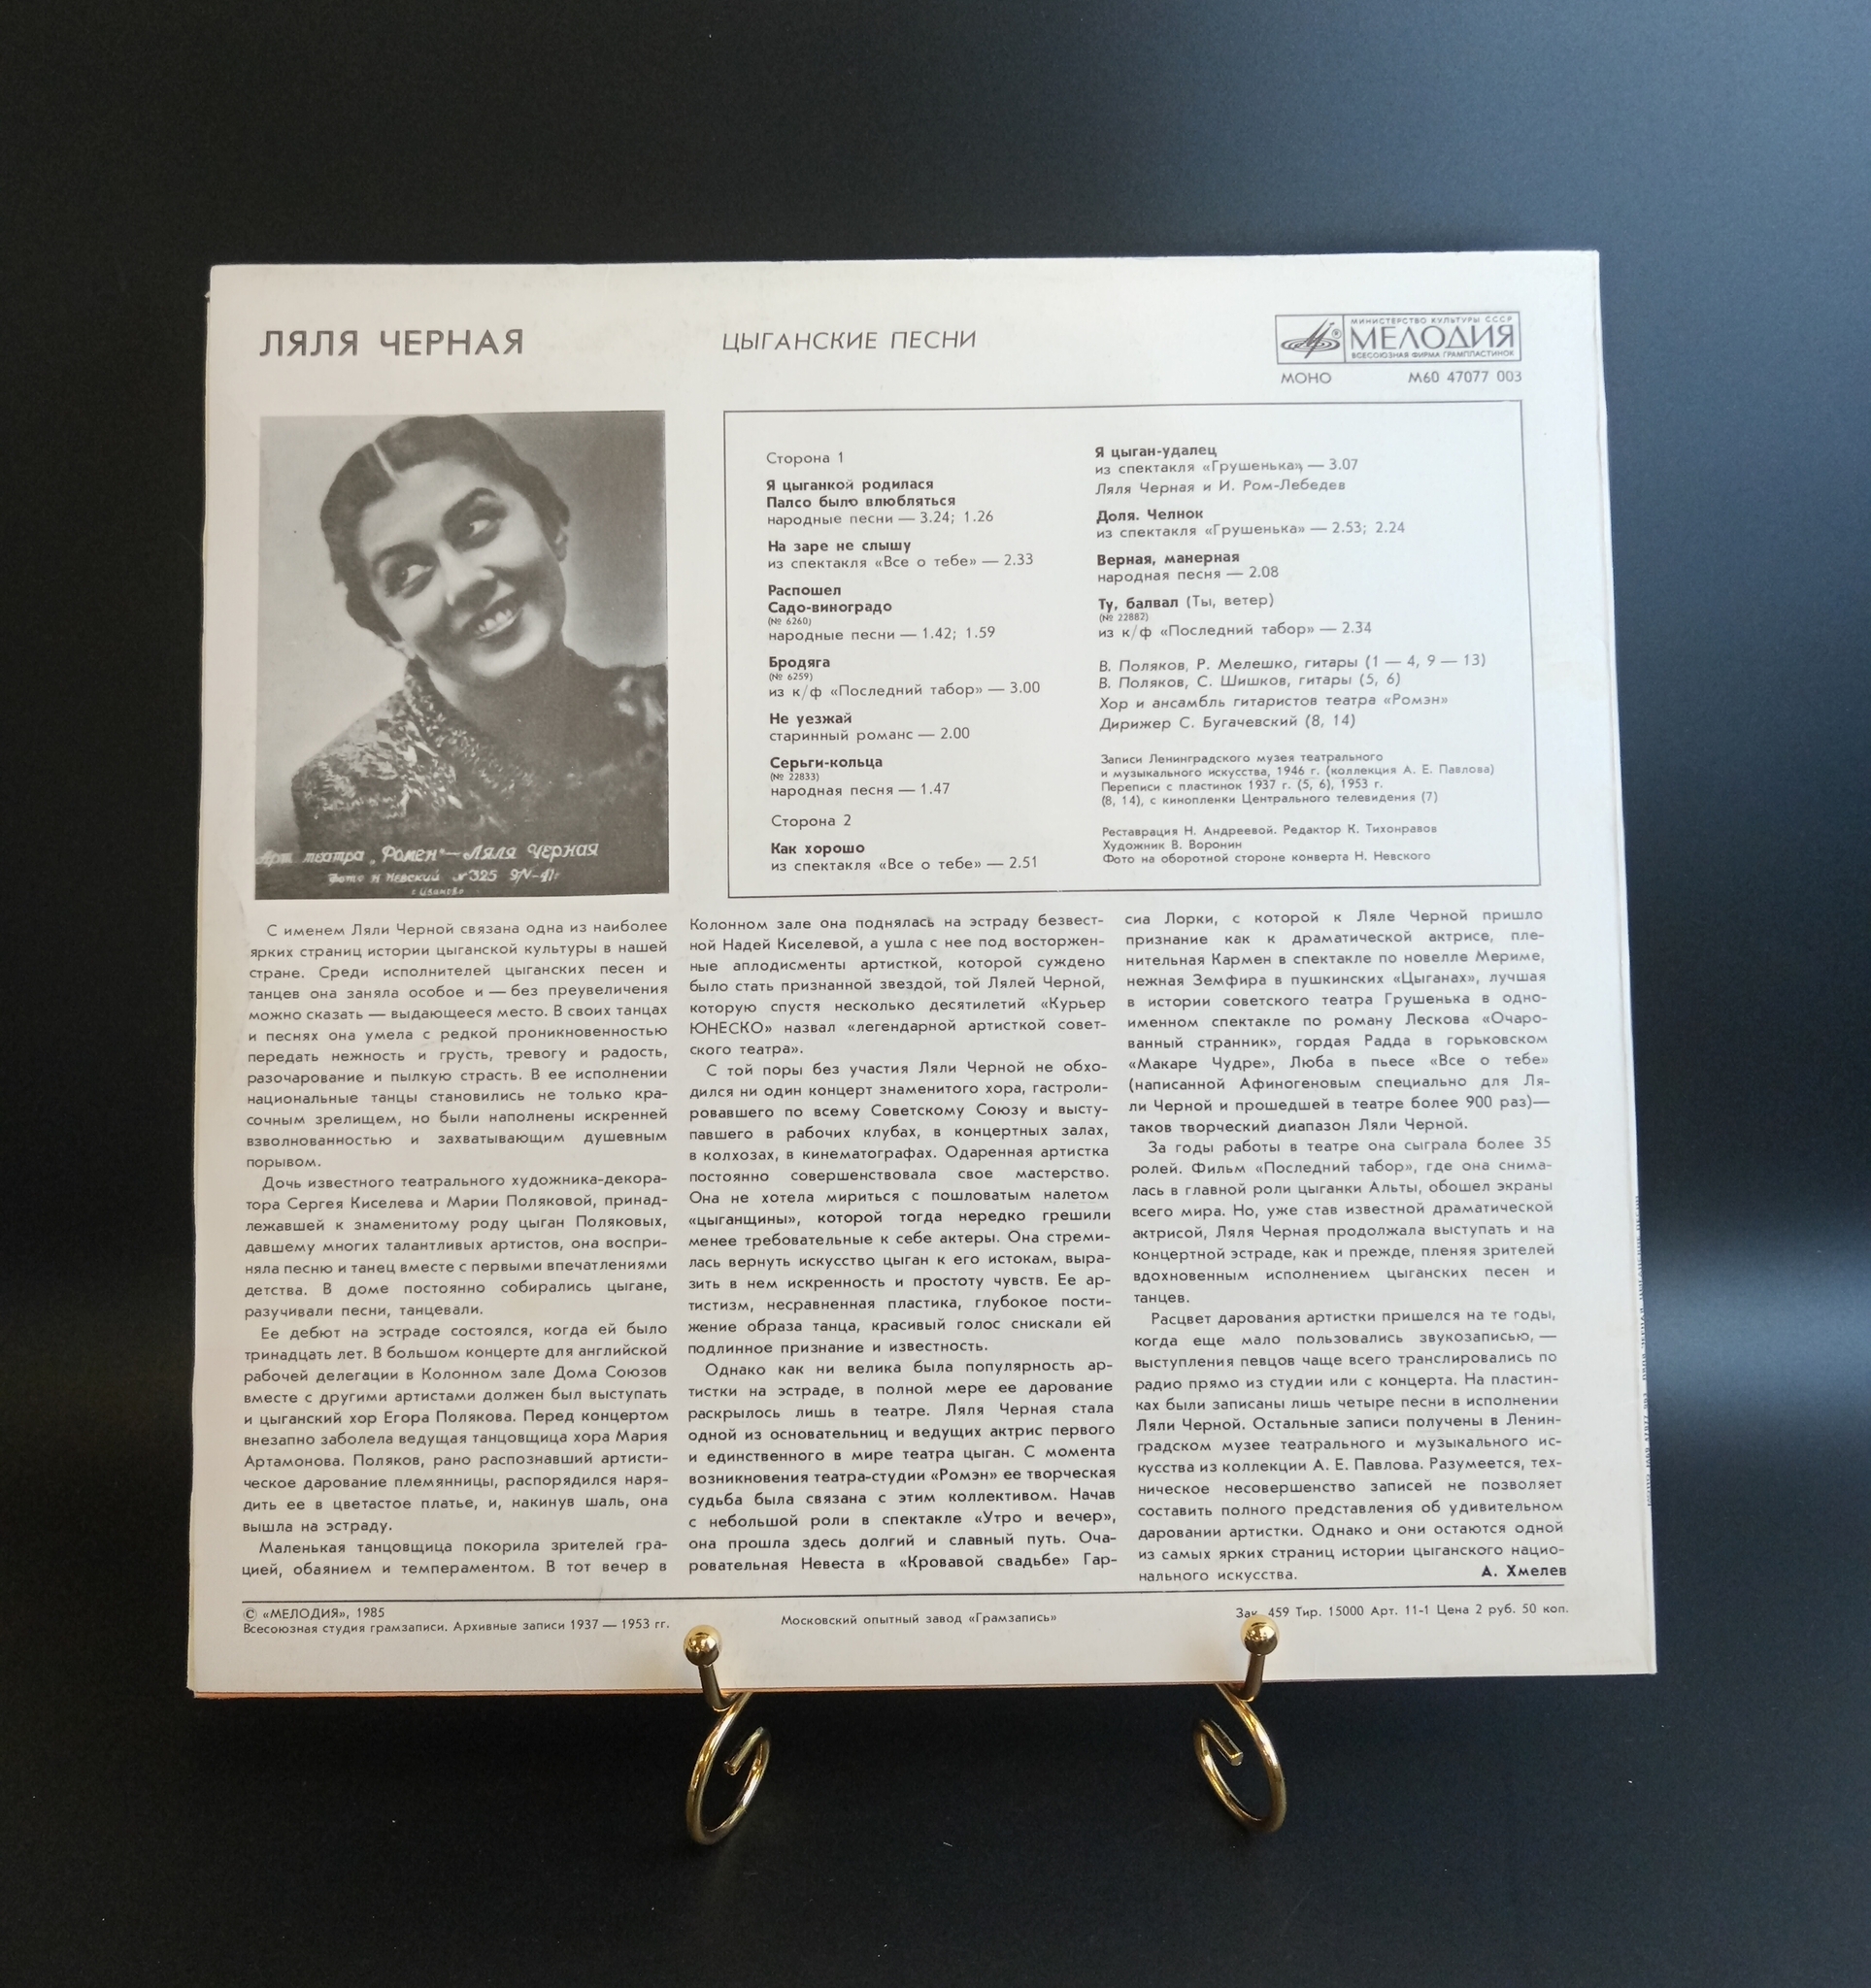 ЛЯЛЯ ЧЕРНАЯ
ЦЫГАНСКИЕ ПЕСНИ
МИНИСТЕРСТВО КУЛЬТУРЫ СССР
МЕЛОДИЯ
ВСЕСОЮЗНАЯ ФИРМА ГРАМПЛАСТИНОК
МОНО М60 47077 003
Арт театра „Ромен“—Ляля Черная
Фото Н Невский №325 9/V-41г
г. Иваново
Сторона 1
Я цыганкой родилася
Палсо было влюбляться
народные песни — 3.24; 1.26
На заре не слышу
из спектакля «Все о тебе» — 2.33
Распошел
Садо-виноградо
(№ 6260)
народные песни — 1.42; 1.59
Бродяга
(№ 6259)
из к/ф «Последний табор» — 3.00
Не уезжай
старинный романс — 2.00
Серьги-кольца
(№ 22833)
народная песня — 1.47
Сторона 2
Как хорошо
из спектакля «Все о тебе» — 2.51
Я цыган-удалец
из спектакля «Грушенька» — 3.07
Ляля Черная и И. Ром-Лебедев
Доля. Челнок
из спектакля «Грушенька» — 2.53; 2.24
Верная, манерная
народная песня — 2.08
Ту, балвал (Ты, ветер)
(№ 22882)
из к/ф «Последний табор» — 2.34
В. Поляков, Р. Мелешко, гитары (1 — 4, 9 — 13)
В. Поляков, С. Шишков, гитары (5, 6)
Хор и ансамбль гитаристов театра «Ромэн»
Дирижер С. Бугачевский (8, 14)
Записи Ленинградского музея театрального
и музыкального искусства, 1946 г. (коллекция А. Е. Павлова)
Переписи с пластинок 1937 г. (5, 6), 1953 г.
(8, 14), с кинопленки Центрального телевидения (7)
Реставрация Н. Андреевой. Редактор К. Тихонравов
Художник В. Воронин
Фото на оборотной стороне конверта Н. Невского
С именем Ляли Черной связана одна из наиболее
ярких страниц истории цыганской культуры в нашей
стране. Среди исполнителей цыганских песен и
танцев она заняла особое и — без преувеличения
можно сказать — выдающееся место. В своих танцах
и песнях она умела с редкой проникновенностью
передать нежность и грусть, тревогу и радость,
разочарование и пылкую страсть. В ее исполнении
национальные танцы становились не только кра-
сочным зрелищем, но были наполнены искренней
взволнованностью и захватывающим душевным
порывом.
Дочь известного театрального художника-декора-
тора Сергея Киселева и Марии Поляковой, принад-
лежавшей к знаменитому роду цыган Поляковых,
давшему многих талантливых артистов, она воспри-
няла песню и танец вместе с первыми впечатлениями
детства. В доме постоянно собирались цыгане,
разучивали песни, танцевали.
Ее дебют на эстраде состоялся, когда ей было
тринадцать лет. В большом концерте для английской
рабочей делегации в Колонном зале Дома Союзов
вместе с другими артистами должен был выступать
и цыганский хор Егора Полякова. Перед концертом
внезапно заболела ведущая танцовщица хора Мария
Артамонова. Поляков, рано распознавший артисти-
ческое дарование племянницы, распорядился наря-
дить ее в цветастое платье, и, накинув шаль, она
вышла на эстраду.
Маленькая танцовщица покорила зрителей гра-
цией, обаянием и темпераментом. В тот вечер в
Колонном зале она поднялась на эстраду безвест-
ной Надей Киселевой, а ушла с нее под восторжен-
ные аплодисменты артисткой, которой суждено
было стать признанной звездой, той Лялей Черной,
которую спустя несколько десятилетий «Курьер
ЮНЕСКО» назвал «легендарной артисткой совет-
ского театра».
С той поры без участия Ляли Черной не обхо-
дился ни один концерт знаменитого хора, гастроли-
ровавшего по всему Советскому Союзу и высту-
павшего в рабочих клубах, в концертных залах,
в колхозах, в кинематографах. Одаренная артистка
постоянно совершенствовала свое мастерство.
Она не хотела мириться с пошловатым налетом
«цыганщины», которой тогда нередко грешили
менее требовательные к себе актеры. Она стреми-
лась вернуть искусство цыган к его истокам, выра-
зить в нем искренность и простоту чувств. Ее ар-
тистизм, несравненная пластика, глубокое пости-
жение образа танца, красивый голос снискали ей
подлинное признание и известность.
Однако как ни велика была популярность ар-
тистки на эстраде, в полной мере ее дарование
раскрылось лишь в театре. Ляля Черная стала
одной из основательниц и ведущих актрис первого
и единственного в мире театра цыган. С момента
возникновения театра-студии «Ромэн» ее творческая
судьба была связана с этим коллективом. Начав
с небольшой роли в спектакле «Утро и вечер»,
она прошла здесь долгий и славный путь. Оча-
ровательная Невеста в «Кровавой свадьбе» Гар-
сиа Лорки, с которой к Ляле Черной пришло
признание как к драматической актрисе, пле-
нительная Кармен в спектакле по новелле Мериме,
нежная Земфира в пушкинских «Цыганах», лучшая
в истории советского театра Грушенька в одно-
именном спектакле по роману Лескова «Очаро-
ванный странник», гордая Радда в горьковском
«Макаре Чудре», Люба в пьесе «Все о тебе»
(написанной Афиногеновым специально для Ля-
ли Черной и прошедшей в театре более 900 раз)—
таков творческий диапазон Ляли Черной.
За годы работы в театре она сыграла более 35
ролей. Фильм «Последний табор», где она снима-
лась в главной роли цыганки Альты, обошел экраны
всего мира. Но, уже став известной драматической
актрисой, Ляля Черная продолжала выступать и на
концертной эстраде, как и прежде, пленяя зрителей
вдохновенным исполнением цыганских песен и
танцев.
Расцвет дарования артистки пришелся на те годы,
когда еще мало пользовались звукозаписью, —
выступления певцов чаще всего транслировались по
радио прямо из студии или с концерта. На пластин-
ках были записаны лишь четыре песни в исполнении
Ляли Черной. Остальные записи получены в Ленин-
градском музее театрального и музыкального ис-
кусства из коллекции А. Е. Павлова. Разумеется, тех-
ническое несовершенство записей не позволяет
составить полного представления об удивительном
даровании артистки. Однако и они остаются одной
из самых ярких страниц истории цыганского нацио-
нального искусства. А. Хмелев
© «МЕЛОДИЯ», 1985
Всесоюзная студия грамзаписи. Архивные записи 1937 — 1953 гг.
Московский опытный завод «Грамзапись»
Зак. 459 Тир. 15000 Арт. 11-1 Цена 2 руб. 50 коп.